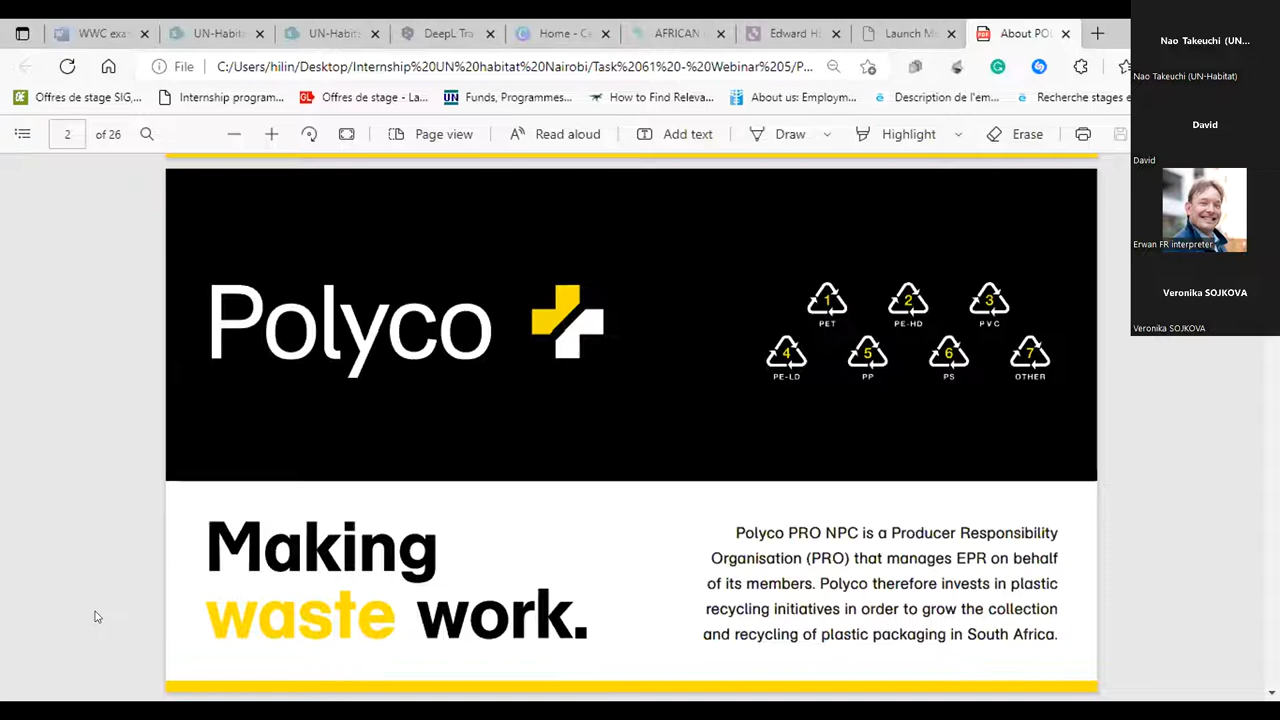 WWC exa
UN-Habit
UN-Habit
DeepL Tra
Home - Ca
AFRICAN
Edward Hi
Launch M
About POL
File
C:/Users/hilin/Desktop/Internship%20UN%20habitat%20Nairobi/Task%2061%20-%20Webinar%205/P...
Offres de stage SIG,...
Internship program...
GL
Offres de stage - La...
UN
Funds, Programmes...
How to Find Releva...
About us: Employm...
Description de l'em...
Recherche stages e
2
of 26
Page view
Read aloud
Add text
Draw
Highlight
Erase
Polyco
1
PET
2
PE-HD
3
PVC
4
PE-LD
5
PP
6
PS
7
OTHER
Making
waste work.
Polyco PRO NPC is a Producer Responsibility
Organisation (PRO) that manages EPR on behalf
of its members. Polyco therefore invests in plastic
recycling initiatives in order to grow the collection
and recycling of plastic packaging in South Africa.
Nao Takeuchi (UN...
Nao Takeuchi (UN-Habitat)
David
David
Erwan FR interpreter
Veronika SOJKOVA
Veronika SOJKOVA